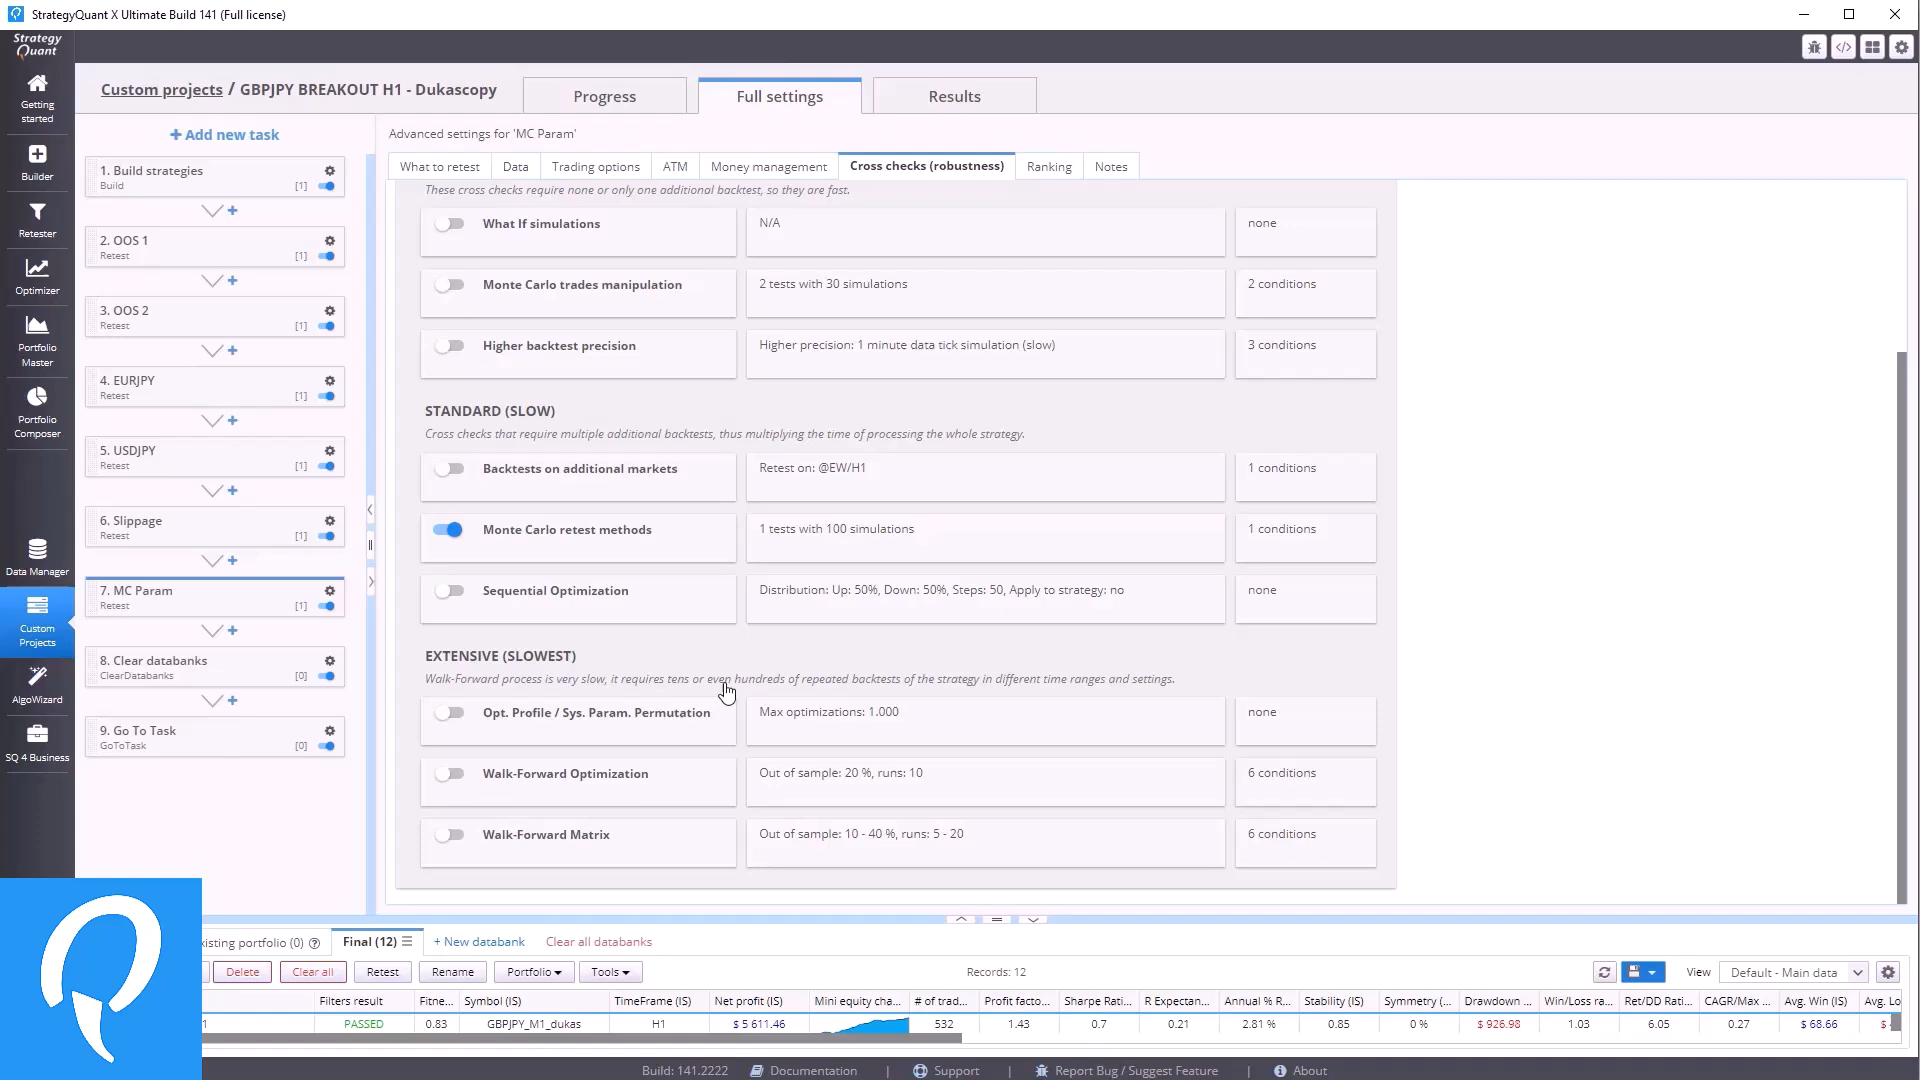 StrategyQuant X Ultimate Build 141 (Full license)
Strategy
Quant
Getting
started
Builder
Retester
Optimizer
Portfolio
Master
Portfolio
Composer
Data Manager
Custom
Projects
AlgoWizard
SQ 4 Business
Custom projects / GBPJPY BREAKOUT H1 - Dukascopy
Progress
Full settings
Results
+ Add new task
1. Build strategies
Build [1]
2. OOS 1
Retest [1]
3. OOS 2
Retest [1]
4. EURJPY
Retest [1]
5. USDJPY
Retest [1]
6. Slippage
Retest [1]
7. MC Param
Retest [1]
8. Clear databanks
ClearDatabanks [0]
9. Go To Task
GoToTask [0]
Advanced settings for 'MC Param'
What to retest Data Trading options ATM Money management Cross checks (robustness) Ranking Notes
These cross checks require none or only one additional backtest, so they are fast.
What If simulations N/A none
Monte Carlo trades manipulation 2 tests with 30 simulations 2 conditions
Higher backtest precision Higher precision: 1 minute data tick simulation (slow) 3 conditions
STANDARD (SLOW)
Cross checks that require multiple additional backtests, thus multiplying the time of processing the whole strategy.
Backtests on additional markets Retest on: @EW/H1 1 conditions
Monte Carlo retest methods 1 tests with 100 simulations 1 conditions
Sequential Optimization Distribution: Up: 50%, Down: 50%, Steps: 50, Apply to strategy: no none
EXTENSIVE (SLOWEST)
Walk-Forward process is very slow, it requires tens or even hundreds of repeated backtests of the strategy in different time ranges and settings.
Opt. Profile / Sys. Param. Permutation Max optimizations: 1.000 none
Walk-Forward Optimization Out of sample: 20 %, runs: 10 6 conditions
Walk-Forward Matrix Out of sample: 10 - 40 %, runs: 5 - 20 6 conditions
xisting portfolio (0) Final (12) + New databank Clear all databanks
Delete Clear all Retest Rename Portfolio Tools Records: 12 View Default - Main data
Filters result Fitne... Symbol (IS) TimeFrame (IS) Net profit (IS) Mini equity cha... # of trad... Profit facto... Sharpe Rati... R Expectan... Annual % R... Stability (IS) Symmetry (... Drawdown ... Win/Loss ra... Ret/DD Rati... CAGR/Max ... Avg. Win (IS) Avg. Lo
1 PASSED 0.83 GBPJPY_M1_dukas H1 $ 5 611.46 532 1.43 0.7 0.21 2.81 % 0.85 0 % $ 926.98 1.03 6.05 0.27 $ 68.66 $
Build: 141.2222 Documentation | Support | Report Bug / Suggest Feature | About